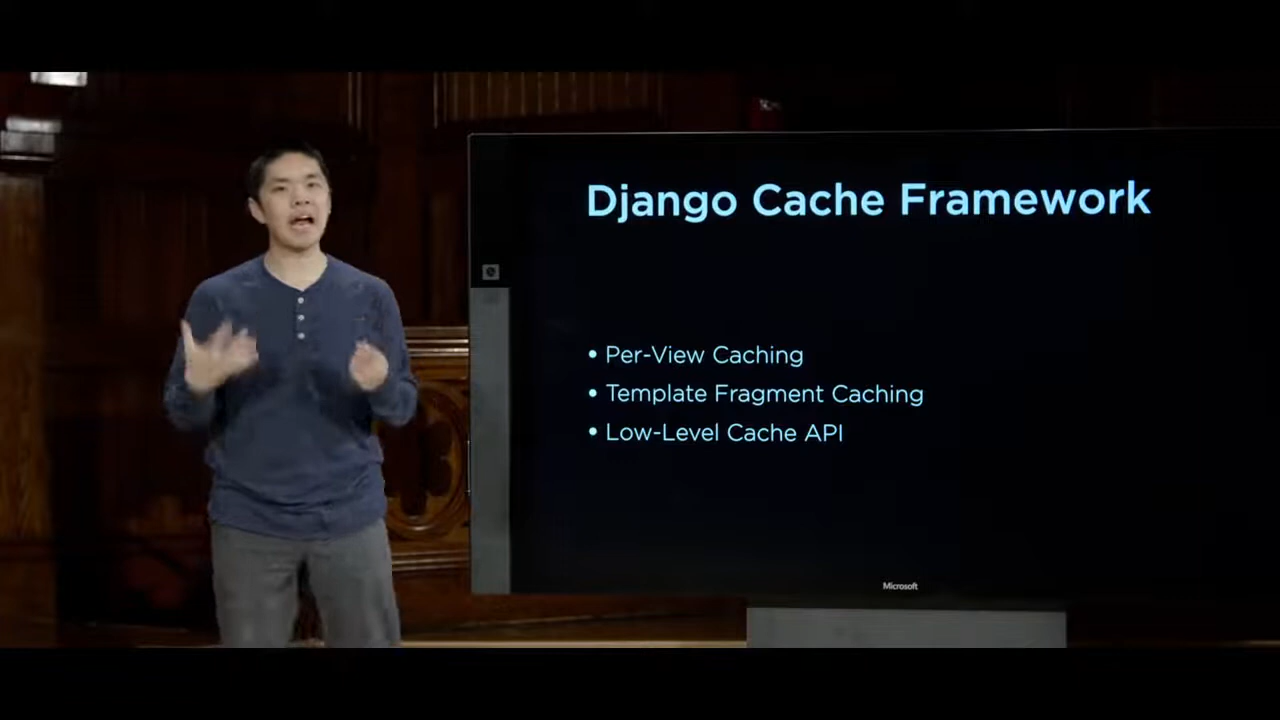 Django Cache Framework
• Per-View Caching
• Template Fragment Caching
• Low-Level Cache API
Microsoft